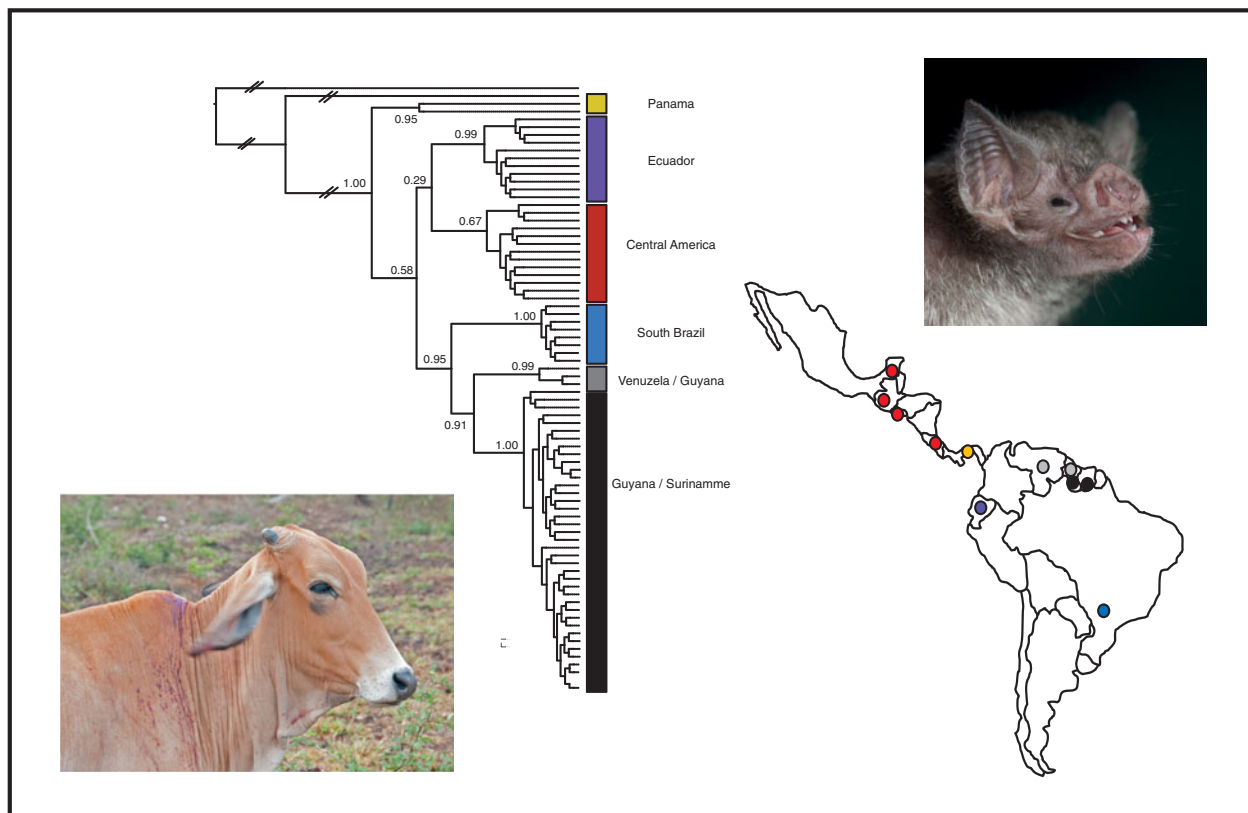 Panama
0.95
0.99
Ecuador
1.00
0.29
0.67
Central America
0.58
1.00
South Brazil
0.95
0.99
Venuzela / Guyana
0.91
1.00
Guyana / Surinamme